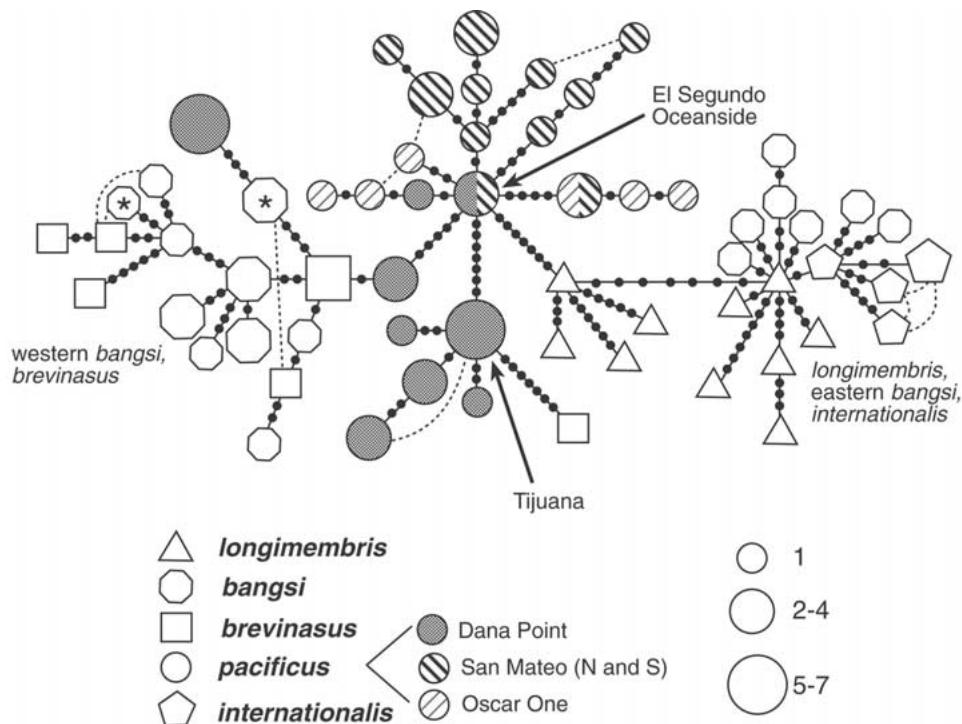 El Segundo
Oceanside
*
*
western bangsi,
brevinasus
longimembris,
eastern bangsi,
internationalis
Tijuana
longimembris
bangsi
brevinasus
pacificus
internationalis
Dana Point
San Mateo (N and S)
Oscar One
1
2-4
5-7